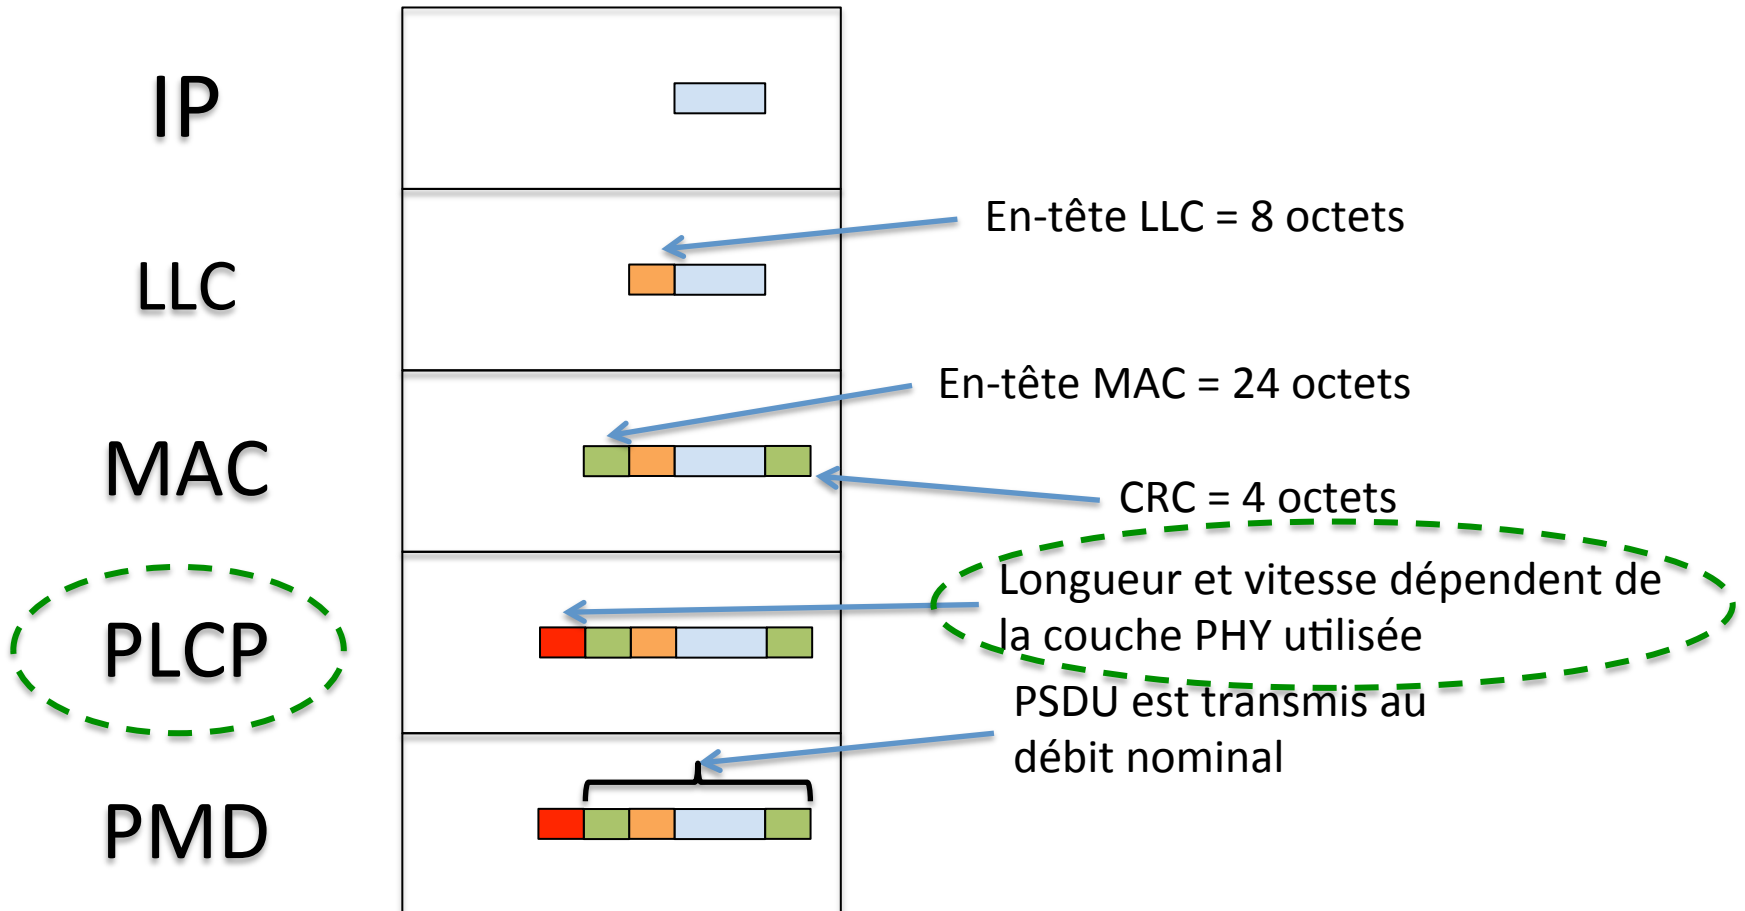 IP
LLC
En-tête LLC = 8 octets
MAC
En-tête MAC = 24 octets
CRC = 4 octets
PLCP
Longueur et vitesse dépendent de
la couche PHY utilisée
PSDU est transmis au
débit nominal
PMD